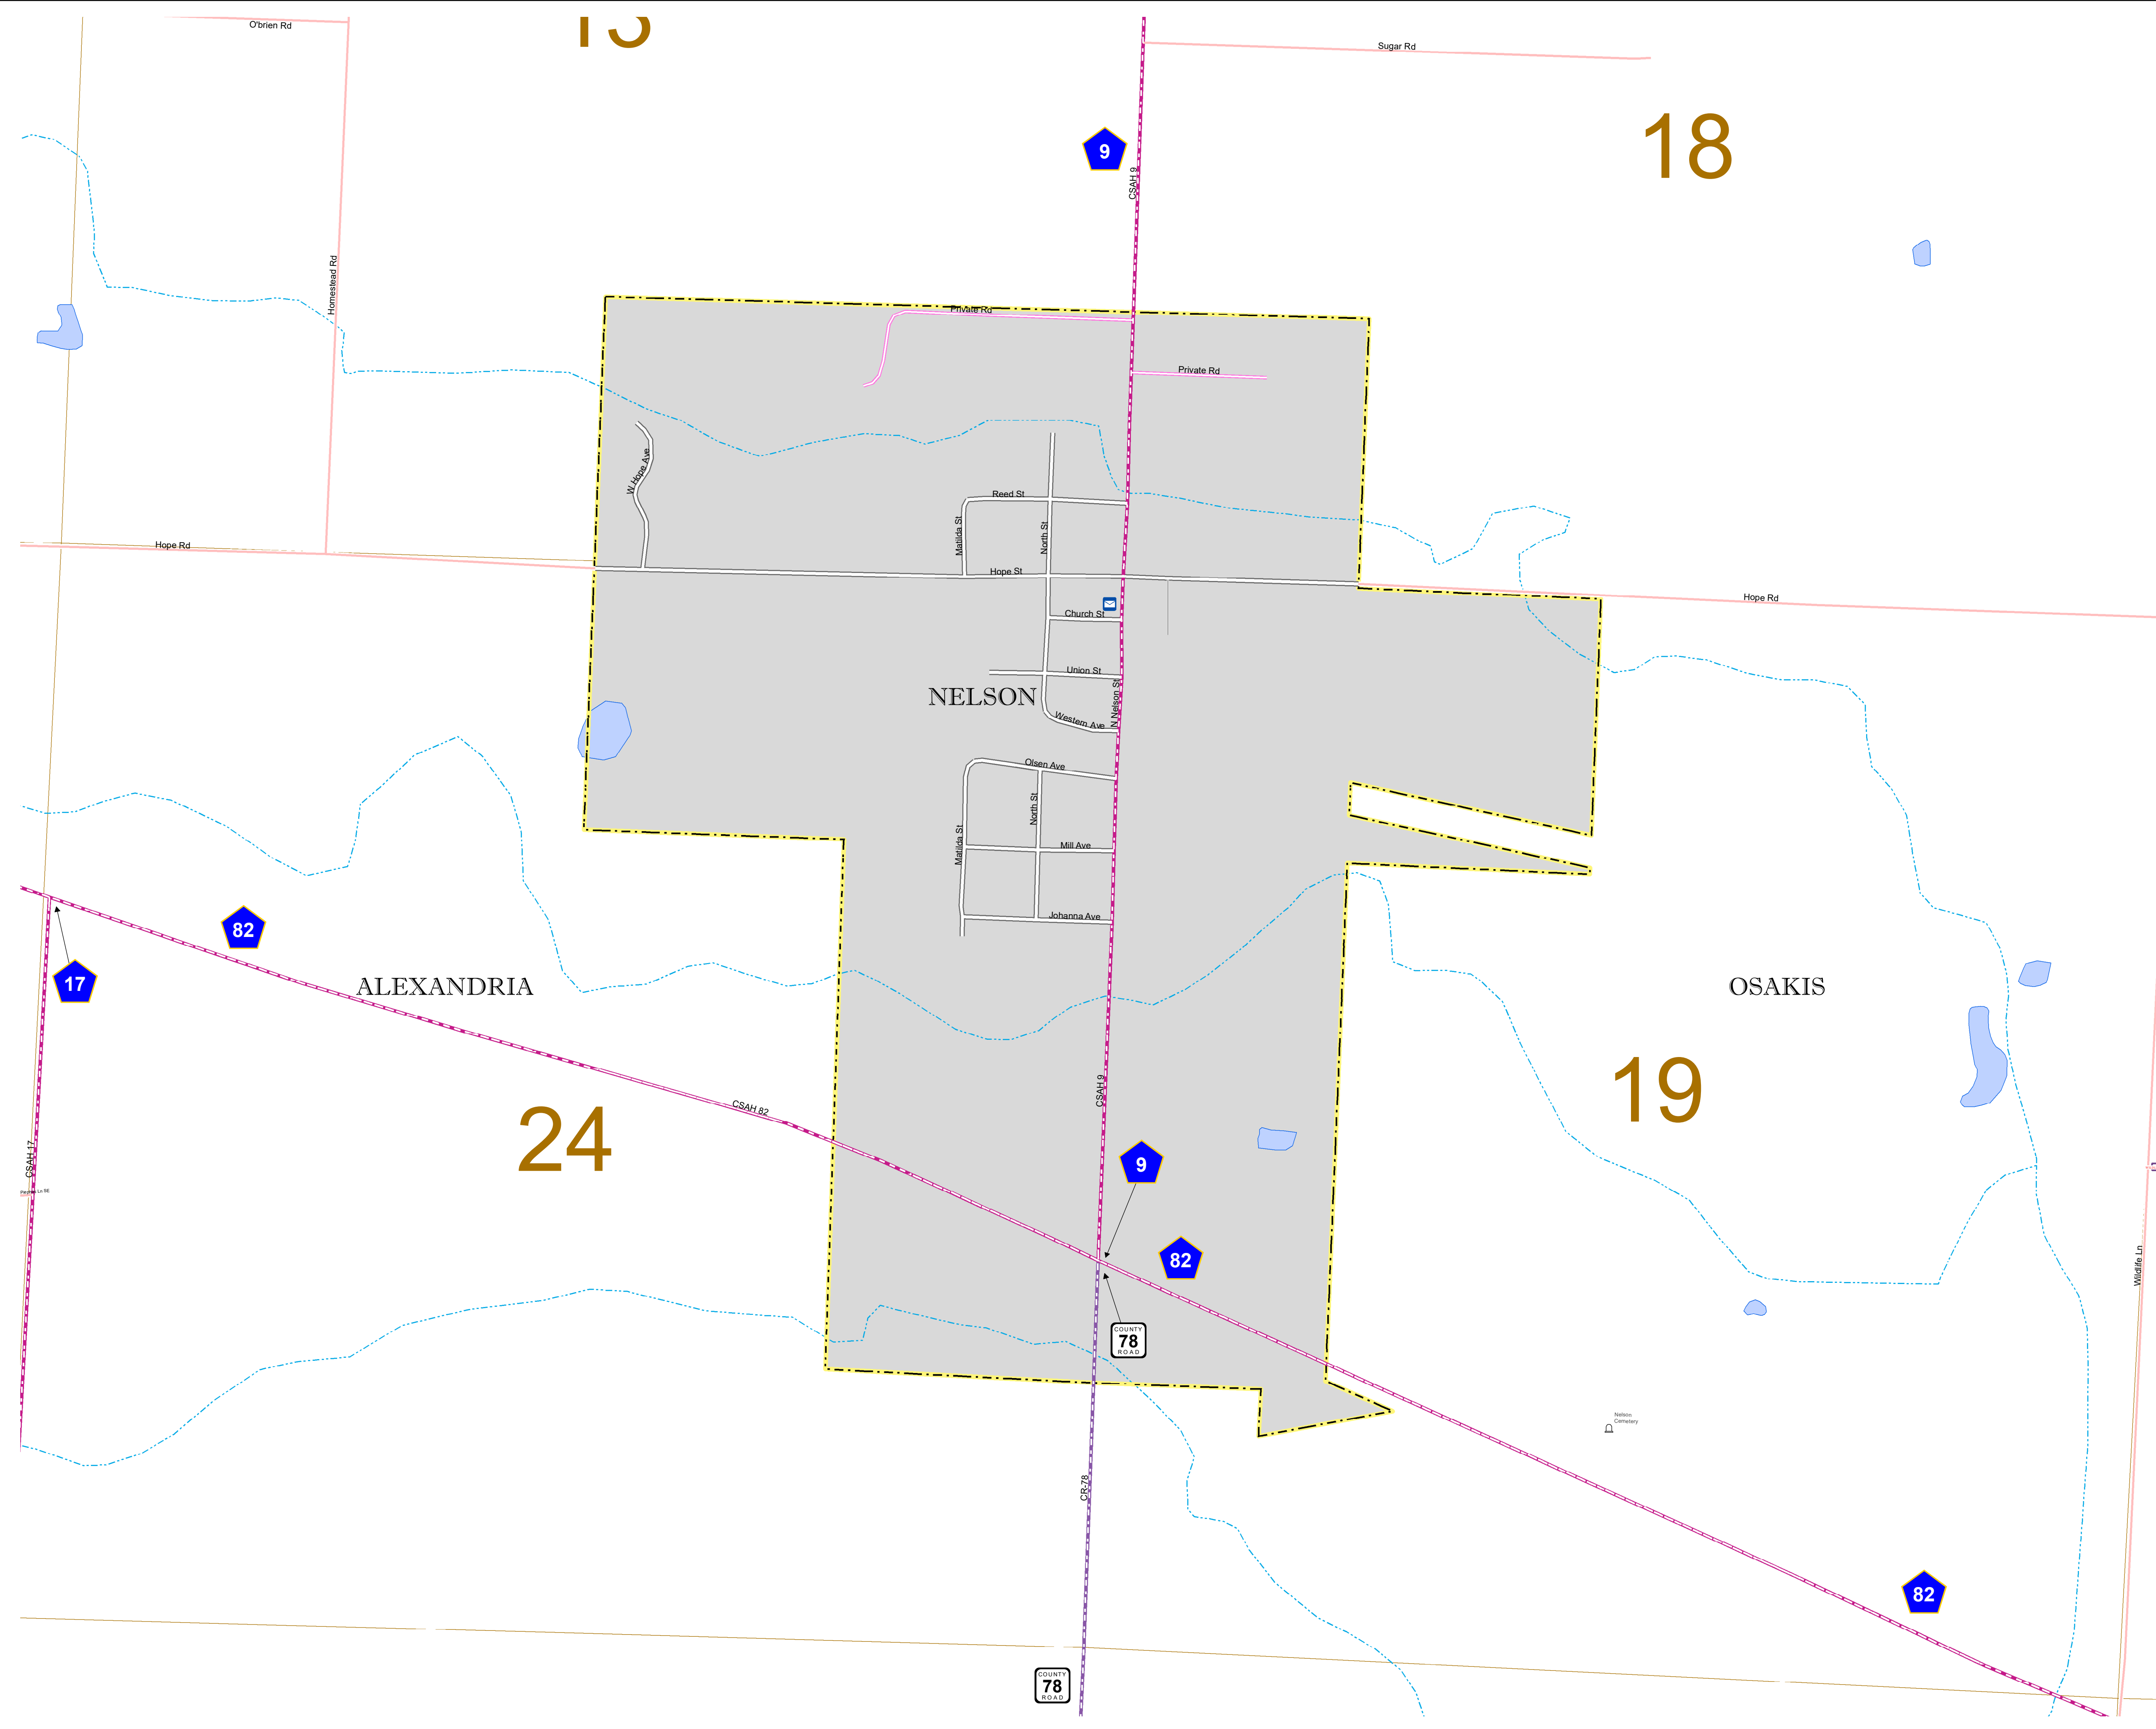 O'brien Rd
Sugar Rd
18
9
CSAH 9
Homestead Rd
Private Rd
Private Rd
W Hope Ave
Reed St
Matilda St
North St
Hope Rd
Hope St
Hope Rd
Church St
Union St
NELSON
N Nelson St
Western Ave
Olsen Ave
North St
Matilda St
Mill Ave
Johanna Ave
82
17
ALEXANDRIA
OSAKIS
CSAH 82
CSAH 9
19
24
CSAH 17
9
82
COUNTY
78
ROAD
Wildlife Ln
Nelson
Cemetery
CR-78
82
COUNTY
78
ROAD